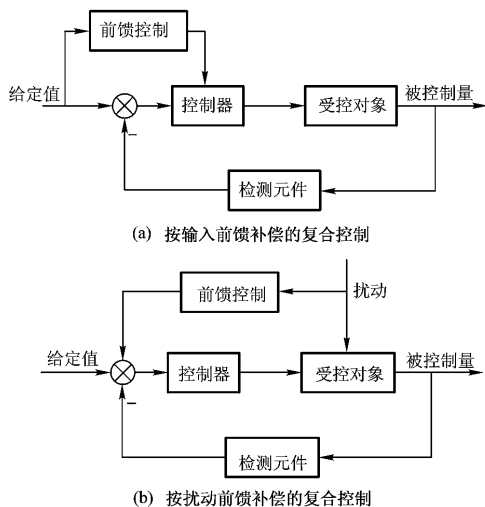 前馈控制
给定值
控制器
受控对象
被控制量
−
检测元件
(a) 按输入前馈补偿的复合控制
前馈控制
扰动
给定值
控制器
受控对象
被控制量
−
检测元件
(b) 按扰动前馈补偿的复合控制